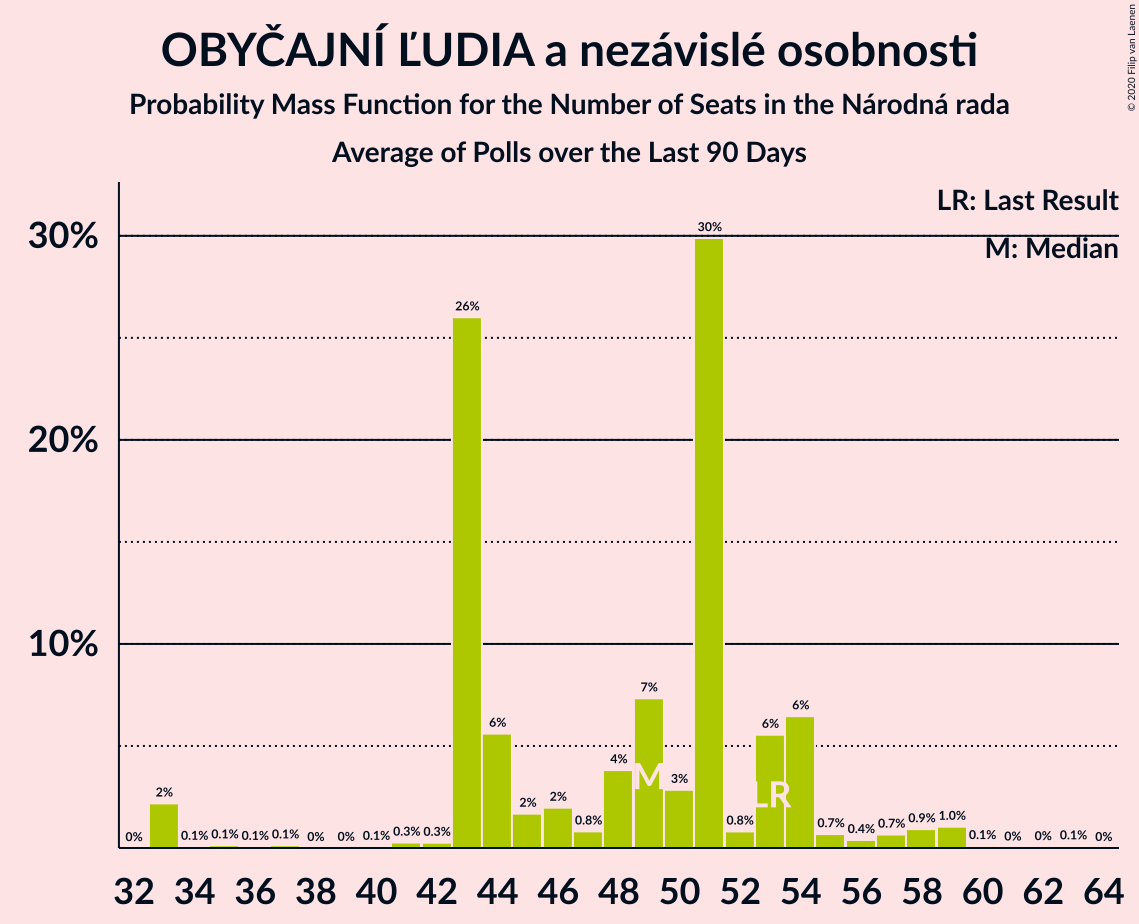 OBYČAJNÍ ĽUDIA a nezávislé osobnosti
Probability Mass Function for the Number of Seats in the Národná rada
Average of Polls over the Last 90 Days
© 2020 Filip van Laenen
LR: Last Result
M: Median
30%
20%
10%
0% 2% 0.1% 0.1% 0.1% 0.1% 0% 0% 0.1% 0.3% 0.3% 26% 6% 2% 2% 0.8% 4% 7% 3% 30% 0.8% 6% 6% 0.7% 0.4% 0.7% 0.9% 1.0% 0.1% 0% 0% 0.1% 0%
M
LR
32 34 36 38 40 42 44 46 48 50 52 54 56 58 60 62 64